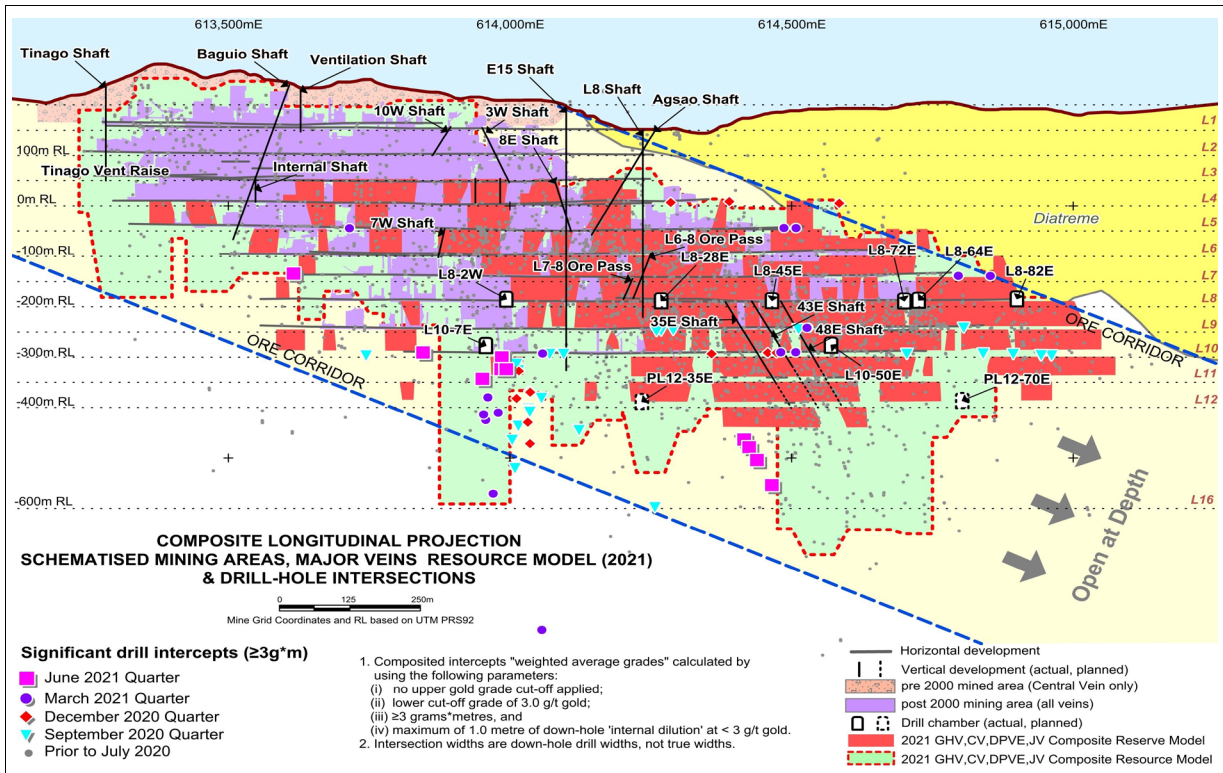 613,500mE 614,000mE 614,500mE 615,000mE
Tinago Shaft
Baguio Shaft
Ventilation Shaft
E15 Shaft
L8 Shaft
Agsao Shaft
10W Shaft
3W Shaft
8E Shaft
L1
100m RL
L2
Tinago Vent Raise
Internal Shaft
L3
0m RL
L4
Diatreme
7W Shaft
L5
-100m RL
L6-8 Ore Pass
L6
L8-2W
L7-8 Ore Pass
L8-28E
L8-45E
L8-72E
L8-64E
L8-82E
L7
-200m RL
L8
43E Shaft
35E Shaft
48E Shaft
L10-7E
ORE CORRIDOR
L9
-300m RL
ORE CORRIDOR
L10
L10-50E
L11
PL12-35E
PL12-70E
-400m RL
L12
-600m RL
L16
Open at Depth
COMPOSITE LONGITUDINAL PROJECTION
SCHEMATISED MINING AREAS, MAJOR VEINS RESOURCE MODEL (2021)
& DRILL-HOLE INTERSECTIONS
0 125 250m
Mine Grid Coordinates and RL based on UTM PRS92
Significant drill intercepts (≥3g*m)
June 2021 Quarter
March 2021 Quarter
December 2020 Quarter
September 2020 Quarter
Prior to July 2020
1. Composited intercepts "weighted average grades" calculated by
using the following parameters:
(i) no upper gold grade cut-off applied;
(ii) lower cut-off grade of 3.0 g/t gold;
(iii) ≥3 grams*metres, and
(iv) maximum of 1.0 metre of down-hole 'internal dilution' at < 3 g/t gold.
2. Intersection widths are down-hole drill widths, not true widths.
Horizontal development
Vertical development (actual, planned)
pre 2000 mined area (Central Vein only)
post 2000 mining area (all veins)
Drill chamber (actual, planned)
2021 GHV,CV,DPVE,JV Composite Reserve Model
2021 GHV,CV,DPVE,JV Composite Resource Model